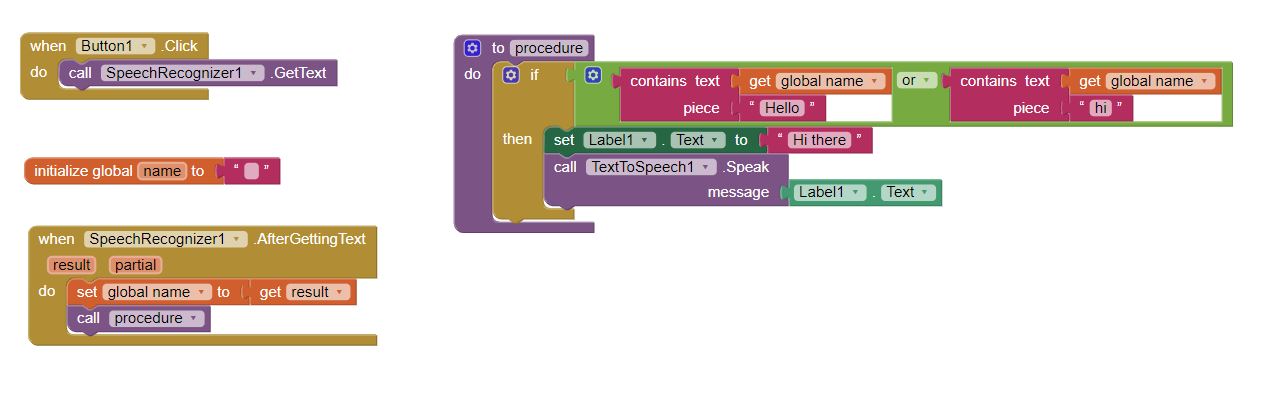 when Button1 .Click
do call SpeechRecognizer1 .GetText
initialize global name to " "
when SpeechRecognizer1 .AfterGettingText
result partial
do set global name to get result
call procedure
to procedure
do if contains text get global name or contains text get global name
piece " Hello " piece " hi "
then set Label1 . Text to " Hi there "
call TextToSpeech1 .Speak
message Label1 . Text